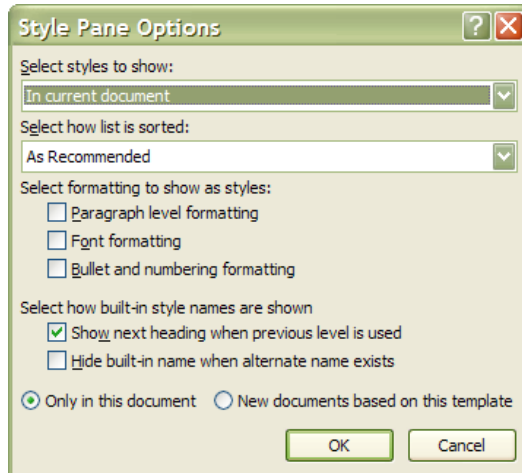 Style Pane Options
Select styles to show:
In current document
Select how list is sorted:
As Recommended
Select formatting to show as styles:
Paragraph level formatting
Font formatting
Bullet and numbering formatting
Select how built-in style names are shown
Show next heading when previous level is used
Hide built-in name when alternate name exists
Only in this document New documents based on this template
OK Cancel